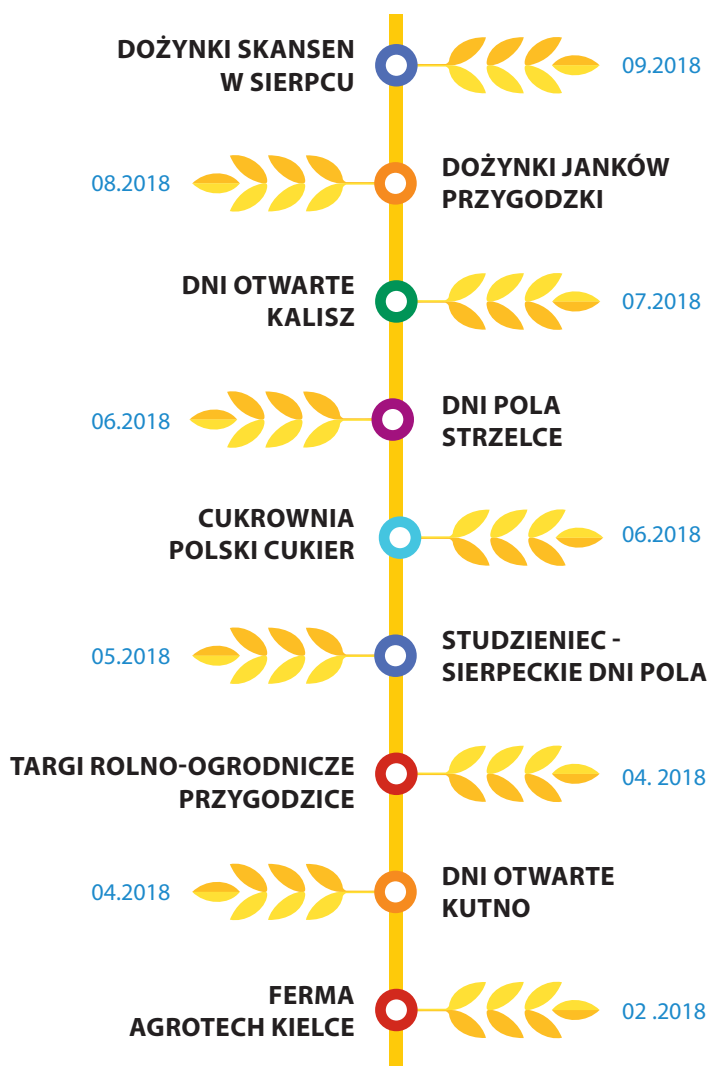 DOŻYNKI SKANSEN
W SIERPCU
09.2018
08.2018
DOŻYNKI JANKÓW
PRZYGODZKI
DNI OTWARTE
KALISZ
07.2018
06.2018
DNI POLA
STRZELCE
CUKROWNIA
POLSKI CUKIER
06.2018
05.2018
STUDZIENIEC -
SIERPECKIE DNI POLA
TARGI ROLNO-OGRODNICZE
PRZYGODZICE
04. 2018
04.2018
DNI OTWARTE
KUTNO
FERMA
AGROTECH KIELCE
02 .2018